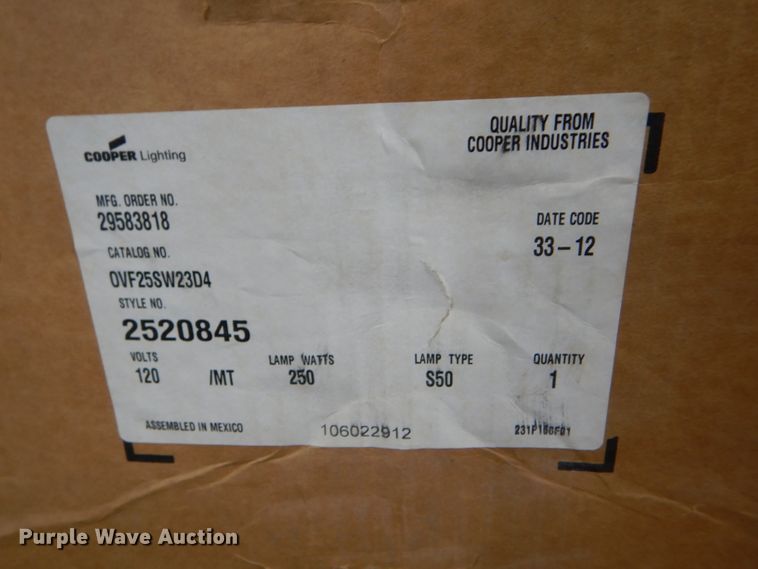 COOPER Lighting
QUALITY FROM
COOPER INDUSTRIES
MFG. ORDER NO.
29583818
DATE CODE
33-12
CATALOG NO.
OVF25SW23D4
STYLE NO.
2520845
VOLTS LAMP WATTS LAMP TYPE QUANTITY
120 /MT 250 S50 1
ASSEMBLED IN MEXICO 106022912
Purple Wave Auction